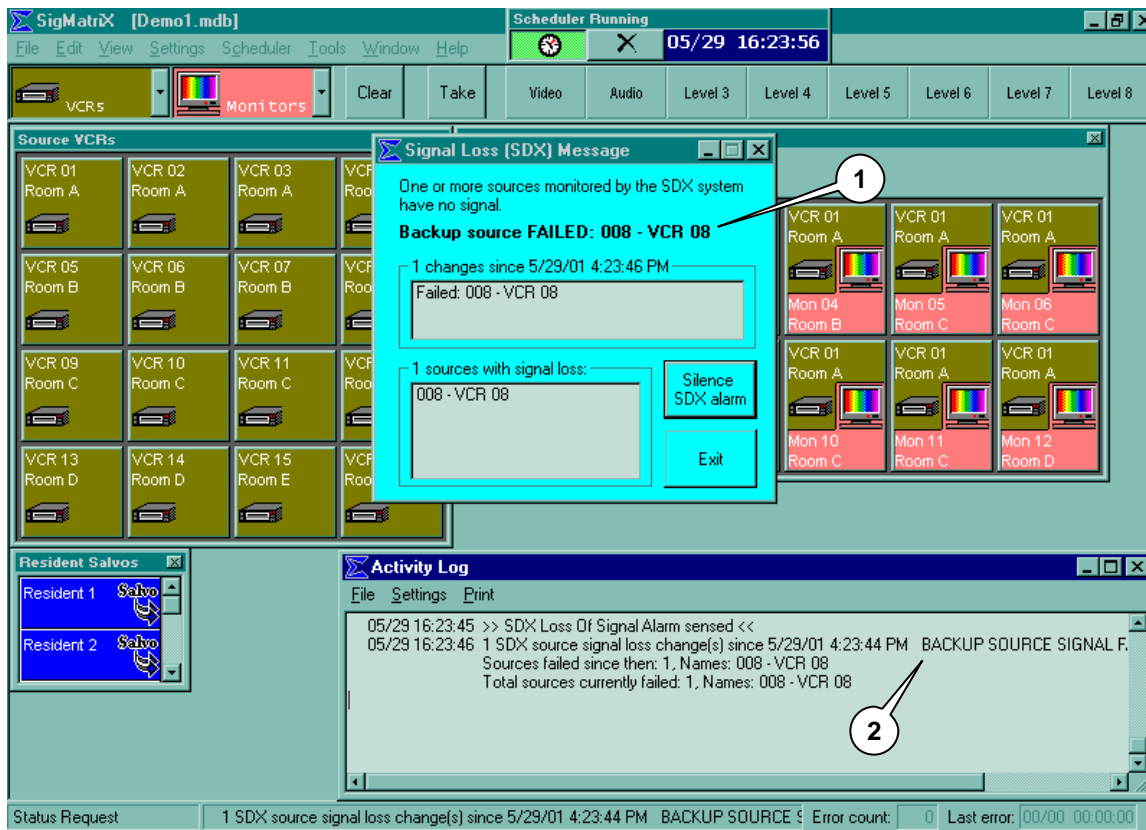 SigMatriX [Demo1.mdb]
Scheduler Running
File Edit View Settings Scheduler Tools Window Help
05/29 16:23:56
VCRs
Monitors
Clear
Take
Video
Audio
Level 3
Level 4
Level 5
Level 6
Level 7
Level 8
Source VCRs
VCR 01
Room A
VCR 02
Room A
VCR 03
Room A
VCR 05
Room B
VCR 06
Room B
VCR 07
Room B
VCR 09
Room C
VCR 10
Room C
VCR 11
Room C
VCR 13
Room D
VCR 14
Room D
VCR 15
Room E
Signal Loss (SDX) Message
One or more sources monitored by the SDX system
have no signal.
Backup source FAILED: 008 - VCR 08
1
1 changes since 5/29/01 4:23:46 PM
Failed: 008 - VCR 08
1 sources with signal loss:
008 - VCR 08
Silence
SDX alarm
Exit
VCR 01
Room A
Mon 04
Room B
VCR 01
Room A
Mon 05
Room C
VCR 01
Room A
Mon 06
Room C
VCR 01
Room A
Mon 10
Room C
VCR 01
Room A
Mon 11
Room C
VCR 01
Room A
Mon 12
Room D
Resident Salvos
Resident 1 Salvo
Resident 2 Salvo
Activity Log
File Settings Print
05/29 16:23:45 >> SDX Loss Of Signal Alarm sensed <<
05/29 16:23:46 1 SDX source signal loss change(s) since 5/29/01 4:23:44 PM BACKUP SOURCE SIGNAL F
Sources failed since then: 1, Names: 008 - VCR 08
Total sources currently failed: 1, Names: 008 - VCR 08
2
Status Request
1 SDX source signal loss change(s) since 5/29/01 4:23:44 PM BACKUP SOURCE
Error count: 0
Last error: 00/00 00:00:00